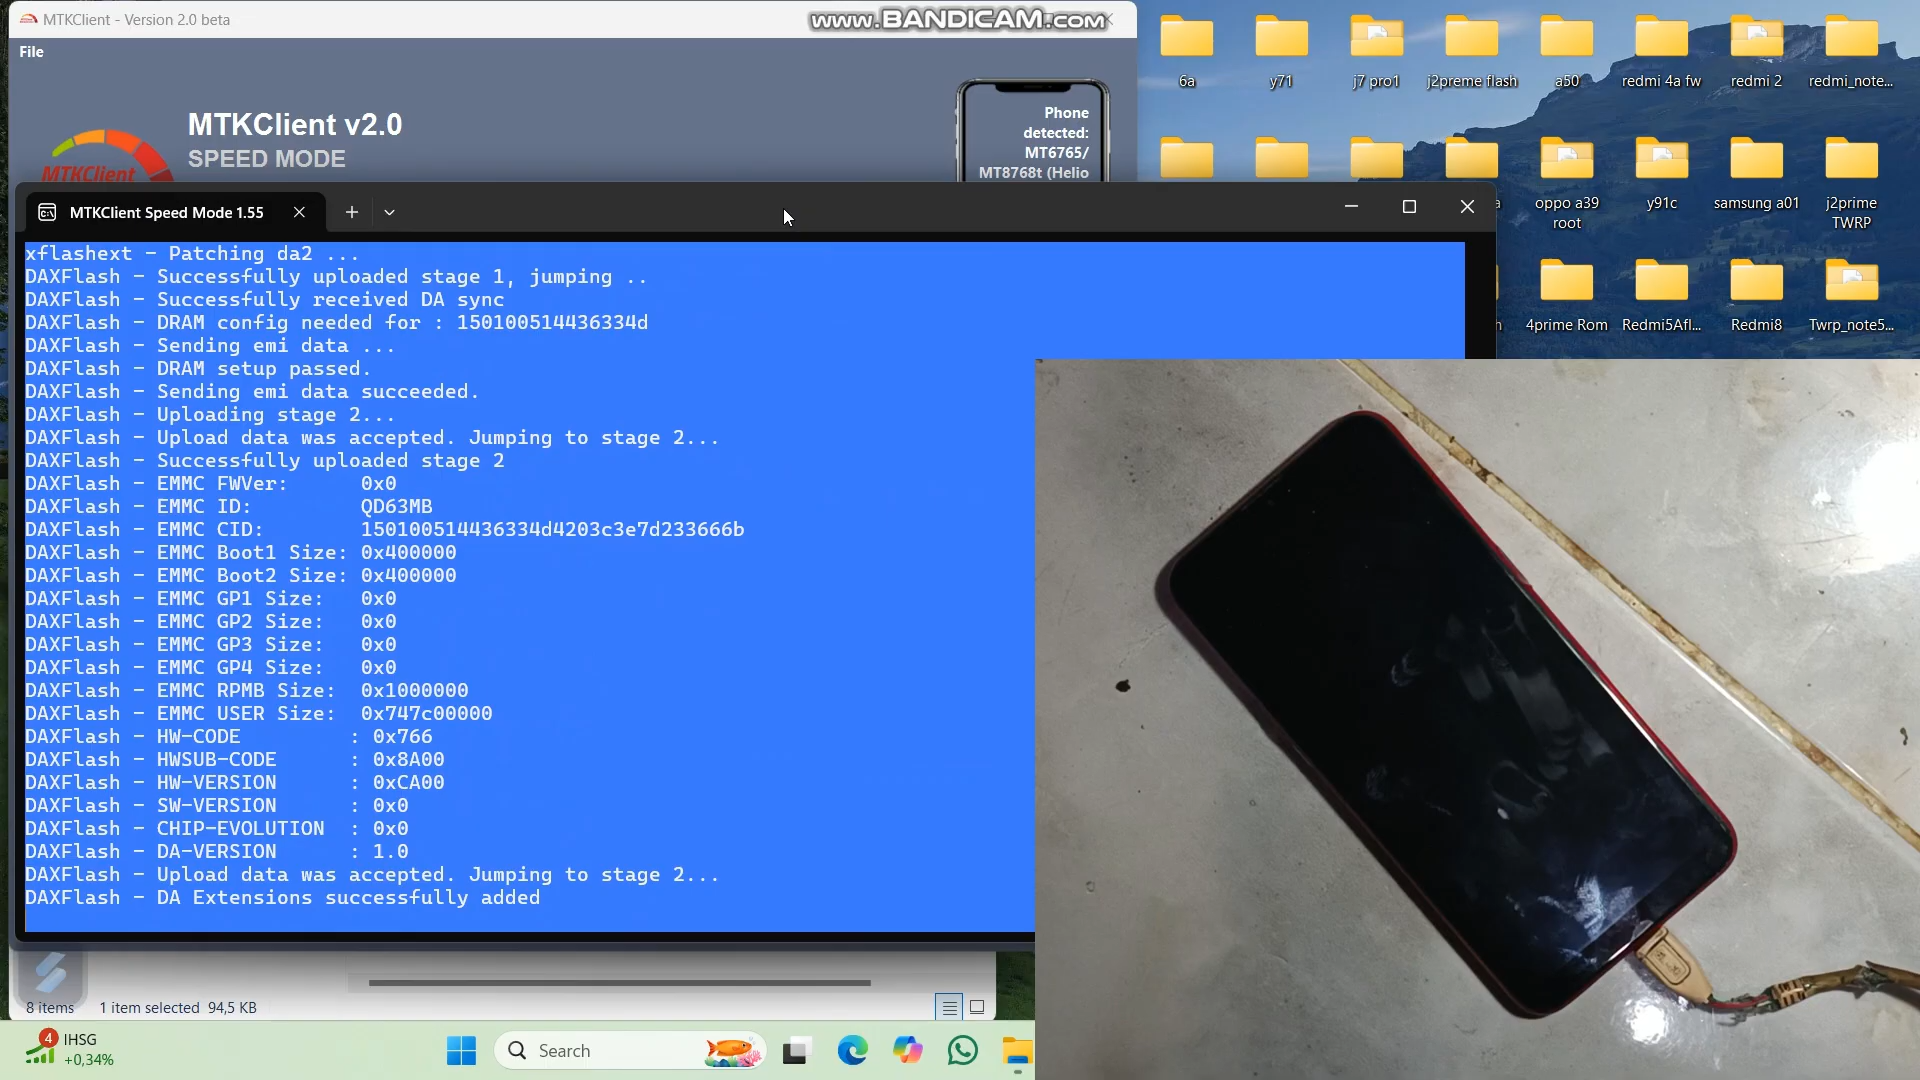 MTKClient - Version 2.0 beta
www.BANDICAM.com
File
MTKClient v2.0
SPEED MODE
MTKClient
Phone
detected:
MT6765/
MT8768t (Helio
6a
y71
j7 pro1
j2preme flash
a50
redmi 4a fw
redmi 2
redmi_note...
oppo a39
root
y91c
samsung a01
j2prime
TWRP
4prime Rom
Redmi5Afl...
Redmi8
Twrp_note5...
MTKClient Speed Mode 1.55
xflashext - Patching da2 ...
DAXFlash - Successfully uploaded stage 1, jumping ..
DAXFlash - Successfully received DA sync
DAXFlash - DRAM config needed for : 150100514436334d
DAXFlash - Sending emi data ...
DAXFlash - DRAM setup passed.
DAXFlash - Sending emi data succeeded.
DAXFlash - Uploading stage 2...
DAXFlash - Upload data was accepted. Jumping to stage 2...
DAXFlash - Successfully uploaded stage 2
DAXFlash - EMMC FWVer: 0x0
DAXFlash - EMMC ID: QD63MB
DAXFlash - EMMC CID: 150100514436334d4203c3e7d233666b
DAXFlash - EMMC Boot1 Size: 0x400000
DAXFlash - EMMC Boot2 Size: 0x400000
DAXFlash - EMMC GP1 Size: 0x0
DAXFlash - EMMC GP2 Size: 0x0
DAXFlash - EMMC GP3 Size: 0x0
DAXFlash - EMMC GP4 Size: 0x0
DAXFlash - EMMC RPMB Size: 0x1000000
DAXFlash - EMMC USER Size: 0x747c00000
DAXFlash - HW-CODE : 0x766
DAXFlash - HWSUB-CODE : 0x8A00
DAXFlash - HW-VERSION : 0xCA00
DAXFlash - SW-VERSION : 0x0
DAXFlash - CHIP-EVOLUTION : 0x0
DAXFlash - DA-VERSION : 1.0
DAXFlash - Upload data was accepted. Jumping to stage 2...
DAXFlash - DA Extensions successfully added
8 items 1 item selected 94,5 KB
4
IHSG
+0,34%
Search